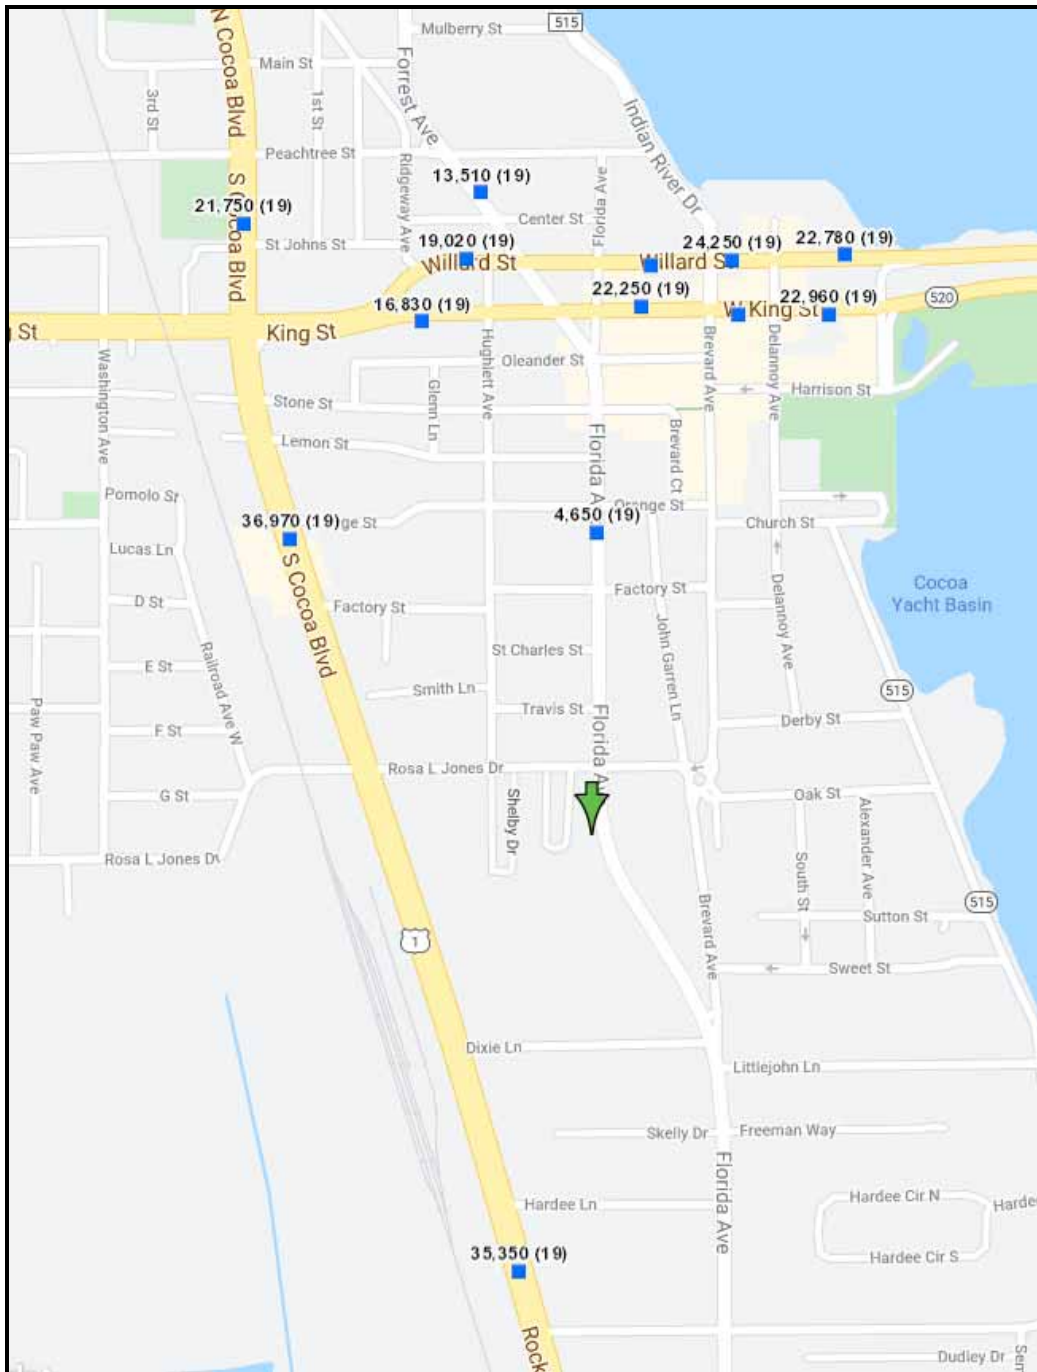 515
Mulberry St
N Cocoa Blvd
Main St
Forrest Ave
3rd St
1st St
Indian River Dr
Peachtree St
Ridgeway Ave
Florida Ave
13,510 (19)
S Cocoa Blvd
21,750 (19)
Center St
St Johns St
19,020 (19)
24,250 (19)
22,780 (19)
Willard St
Willard St
16,830 (19)
22,250 (19)
22,960 (19)
520
King St
W King St
Hughlett Ave
Brevard Ave
Delannoy Ave
Washington Ave
Oleander St
Glenn Ln
Harrison St
Stone St
Lemon St
Florida A
Brevard Ct
Pomolo St
36,970 (19)
ge St
4,650 (19)
Orange St
Church St
Lucas Ln
S Cocoa Blvd
D St
Factory St
Factory St
Cocoa
Yacht Basin
Delannoy Ave
John Garren Ln
E St
Railroad Ave W
St Charles St
515
Paw Paw Ave
Smith Ln
Travis St
Florida A
Derby St
F St
Rosa L Jones Dr
G St
Oak St
Shelby Dr
Alexander Ave
South St
Rosa L Jones D
Brevard Ave
515
Sutton St
1
Sweet St
Dixie Ln
Littlejohn Ln
Skelly Dr
Freeman Way
Florida Ave
Hardee Ln
Hardee Cir N
Harde
Hardee Cir S
35,350 (19)
Rock
Sem
Dudley Dr